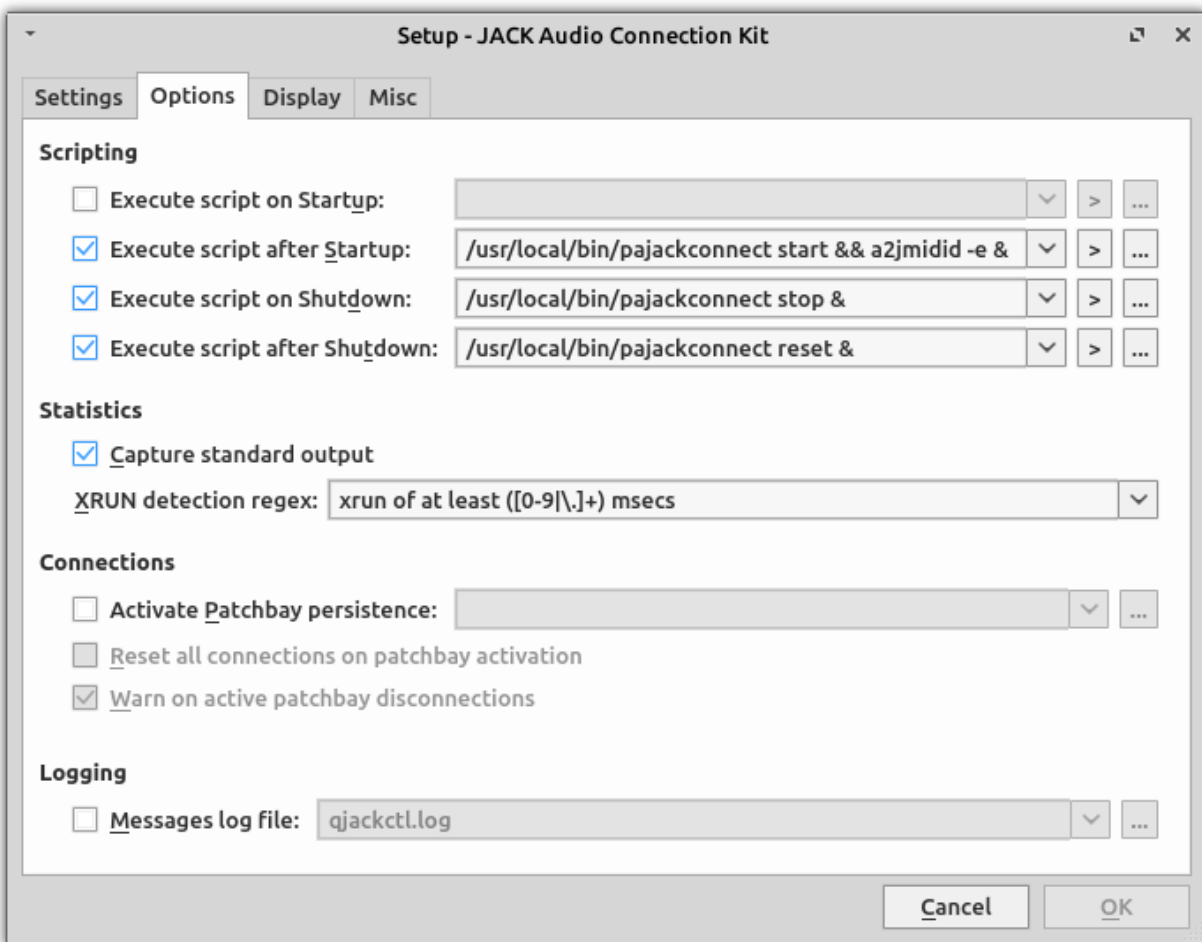 Setup - JACK Audio Connection Kit
Settings Options Display Misc
Scripting
Execute script on Startup: > ...
Execute script after Startup: /usr/local/bin/pajackconnect start && a2jmidid -e & > ...
Execute script on Shutdown: /usr/local/bin/pajackconnect stop & > ...
Execute script after Shutdown: /usr/local/bin/pajackconnect reset & > ...
Statistics
Capture standard output
XRUN detection regex: xrun of at least ([0-9|\.]+) msecs
Connections
Activate Patchbay persistence: ...
Reset all connections on patchbay activation
Warn on active patchbay disconnections
Logging
Messages log file: qjackctl.log ...
Cancel OK